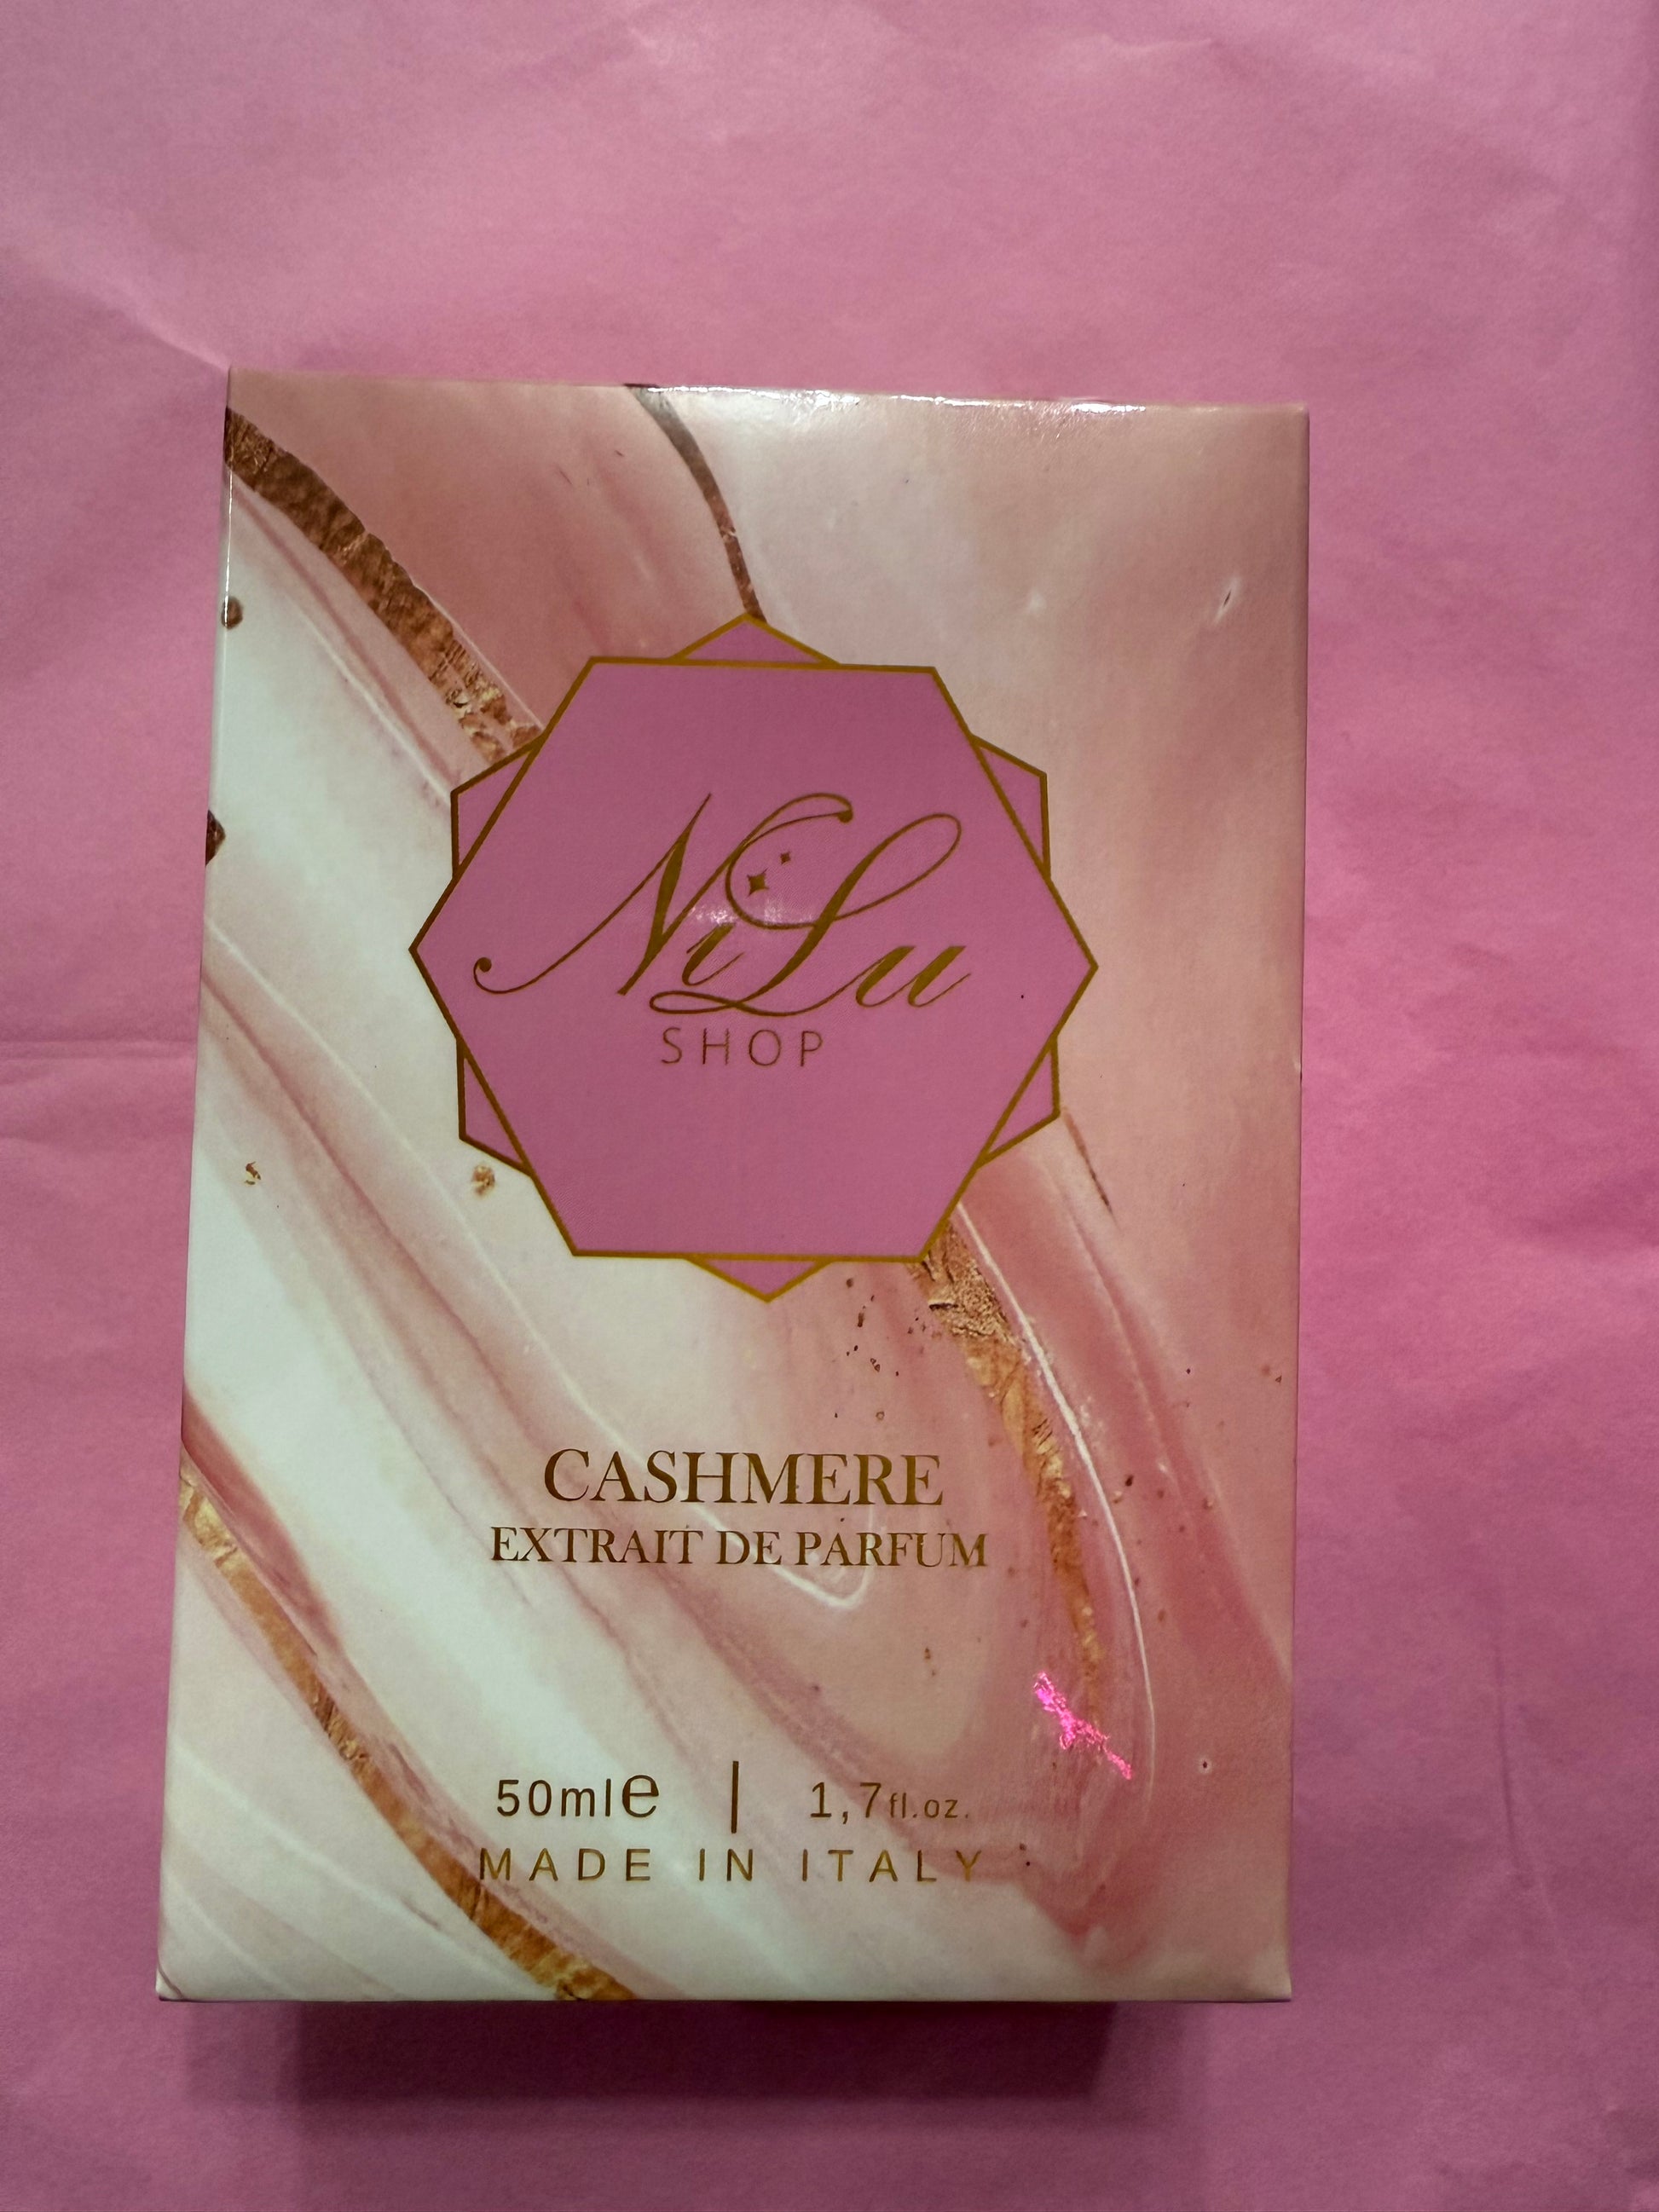 NiLu
SHOP
CASHMERE
EXTRAIT DE PARFUM
50ml℮ | 1,7fl.oz.
MADE IN ITALY